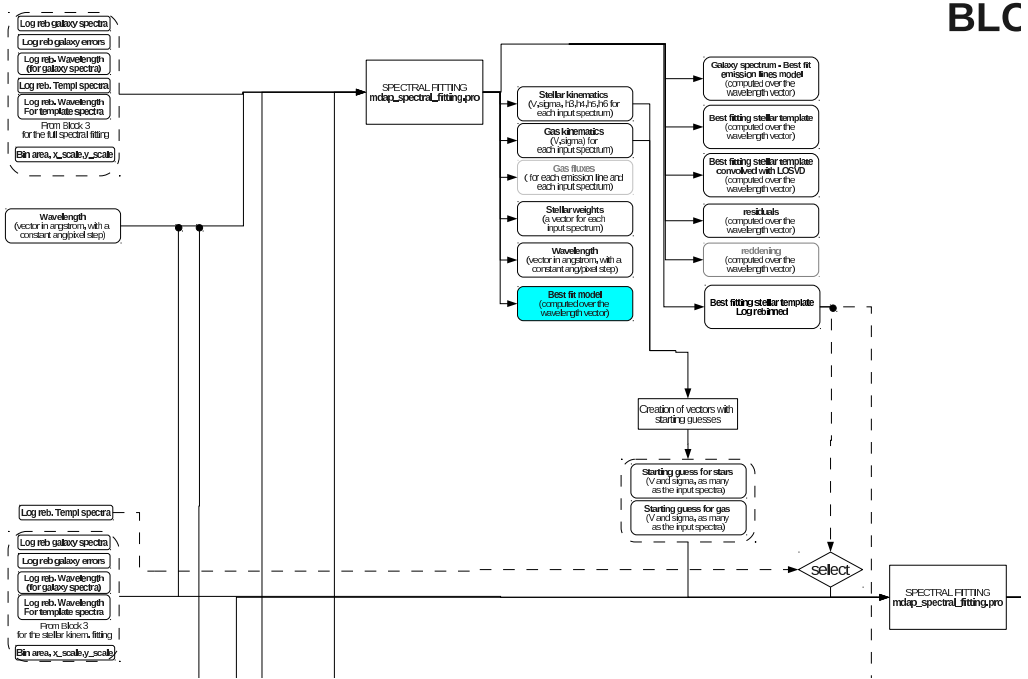 BLO
Log reb galaxy spectra
Log reb galaxy errors
Log reb. Wavelength
(for galaxy spectra)
Log reb. Templ spectra
Log reb. Wavelength
For template spectra
From Block 3
for the full spectral fitting
Bin area, x_scale,y_scale
Wavelength
(vector in angstrom, with a
constant ang/pixel step)
SPECTRAL FITTING
mdap_spectral_fitting.pro
Stellar kinematics
(V,sigma, h3,h4,h5,h6 for
each input spectrum)
Gas kinematics
(V,sigma) for
each input spectrum)
Gas fluxes
( for each emission line and
each input spectrum)
Stellar weights
(a vector for each
input spectrum)
Wavelength
(vector in angstrom, with a
constant ang/pixel step)
Best fit model
(computed over the
wavelength vector)
Galaxy spectrum - Best fit
emission lines model
(computed over the
wavelength vector)
Best fitting stellar template
(computed over the
wavelength vector)
Best fitting stellar template
convolved with LOSVD
(computed over the
wavelength vector)
residuals
(computed over the
wavelength vector)
reddening
(computed over the
wavelength vector)
Best fitting stellar template
Log rebinned
Creation of vectors with
starting guesses
Starting guess for stars
(V and sigma, as many
as the input spectra)
Starting guess for gas
(V and sigma, as many
as the input spectra)
select
Log reb. Templ spectra
Log reb galaxy spectra
Log reb galaxy errors
Log reb. Wavelength
(for galaxy spectra)
Log reb. Wavelength
For template spectra
From Block 3
for the stellar kinem. fitting
Bin area, x_scale,y_scale
SPECTRAL FITTING
mdap_spectral_fitting.pro